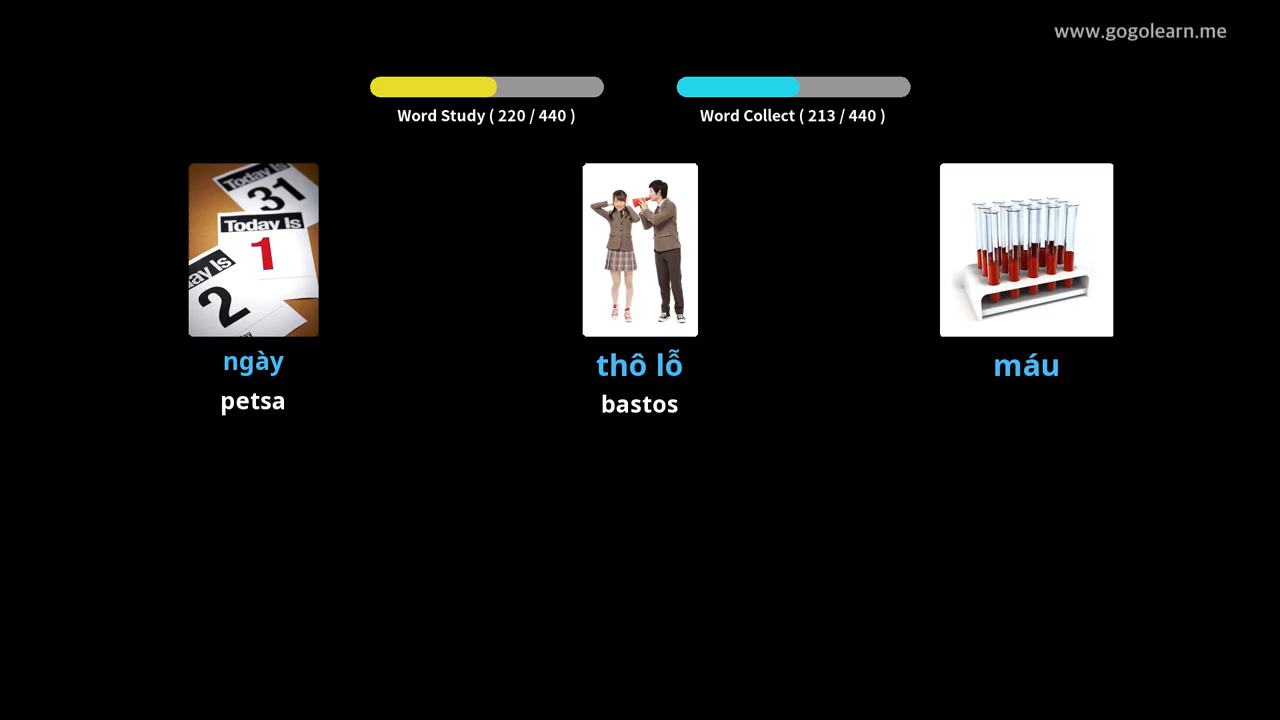 www.gogolearn.me
Word Study ( 220 / 440 )
Word Collect ( 213 / 440 )
Today Is
31
Today Is
1
ay Is
2
ngày
thô lỗ
máu
petsa
bastos